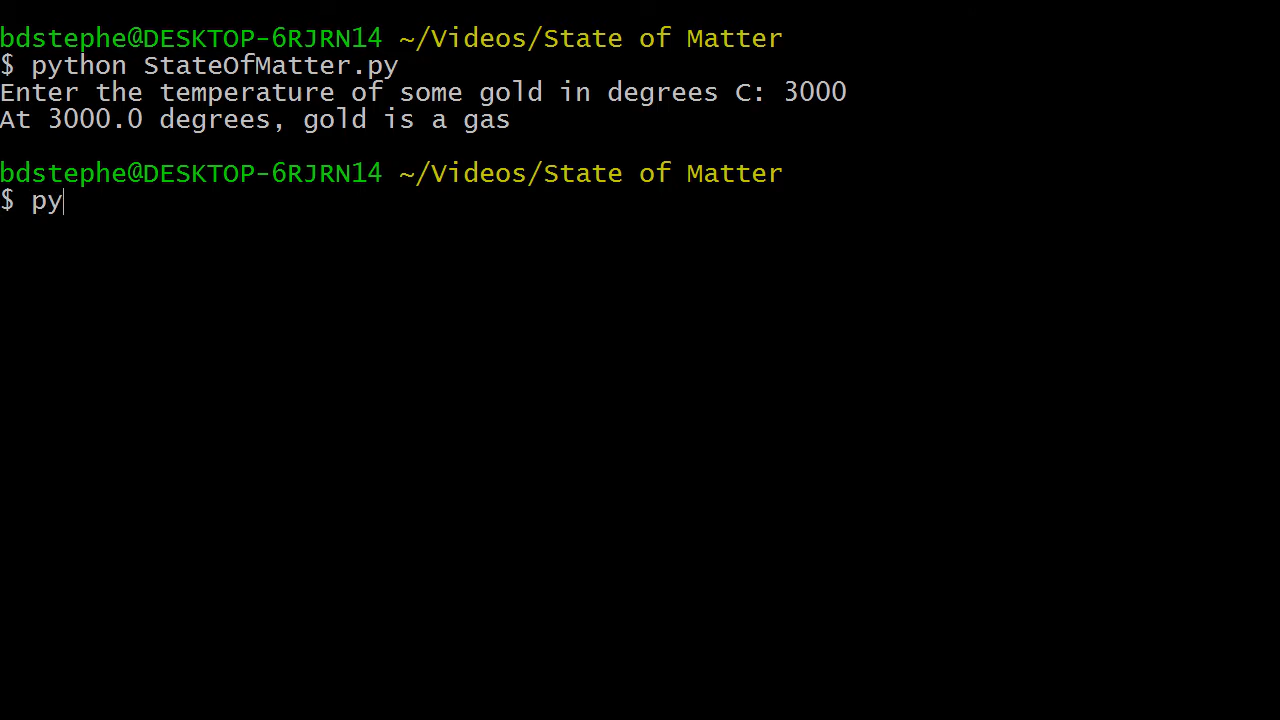 bdstephe@DESKTOP-6RJRN14 ~/Videos/State of Matter
$ python StateOfMatter.py
Enter the temperature of some gold in degrees C: 3000
At 3000.0 degrees, gold is a gas
bdstephe@DESKTOP-6RJRN14 ~/Videos/State of Matter
$ py